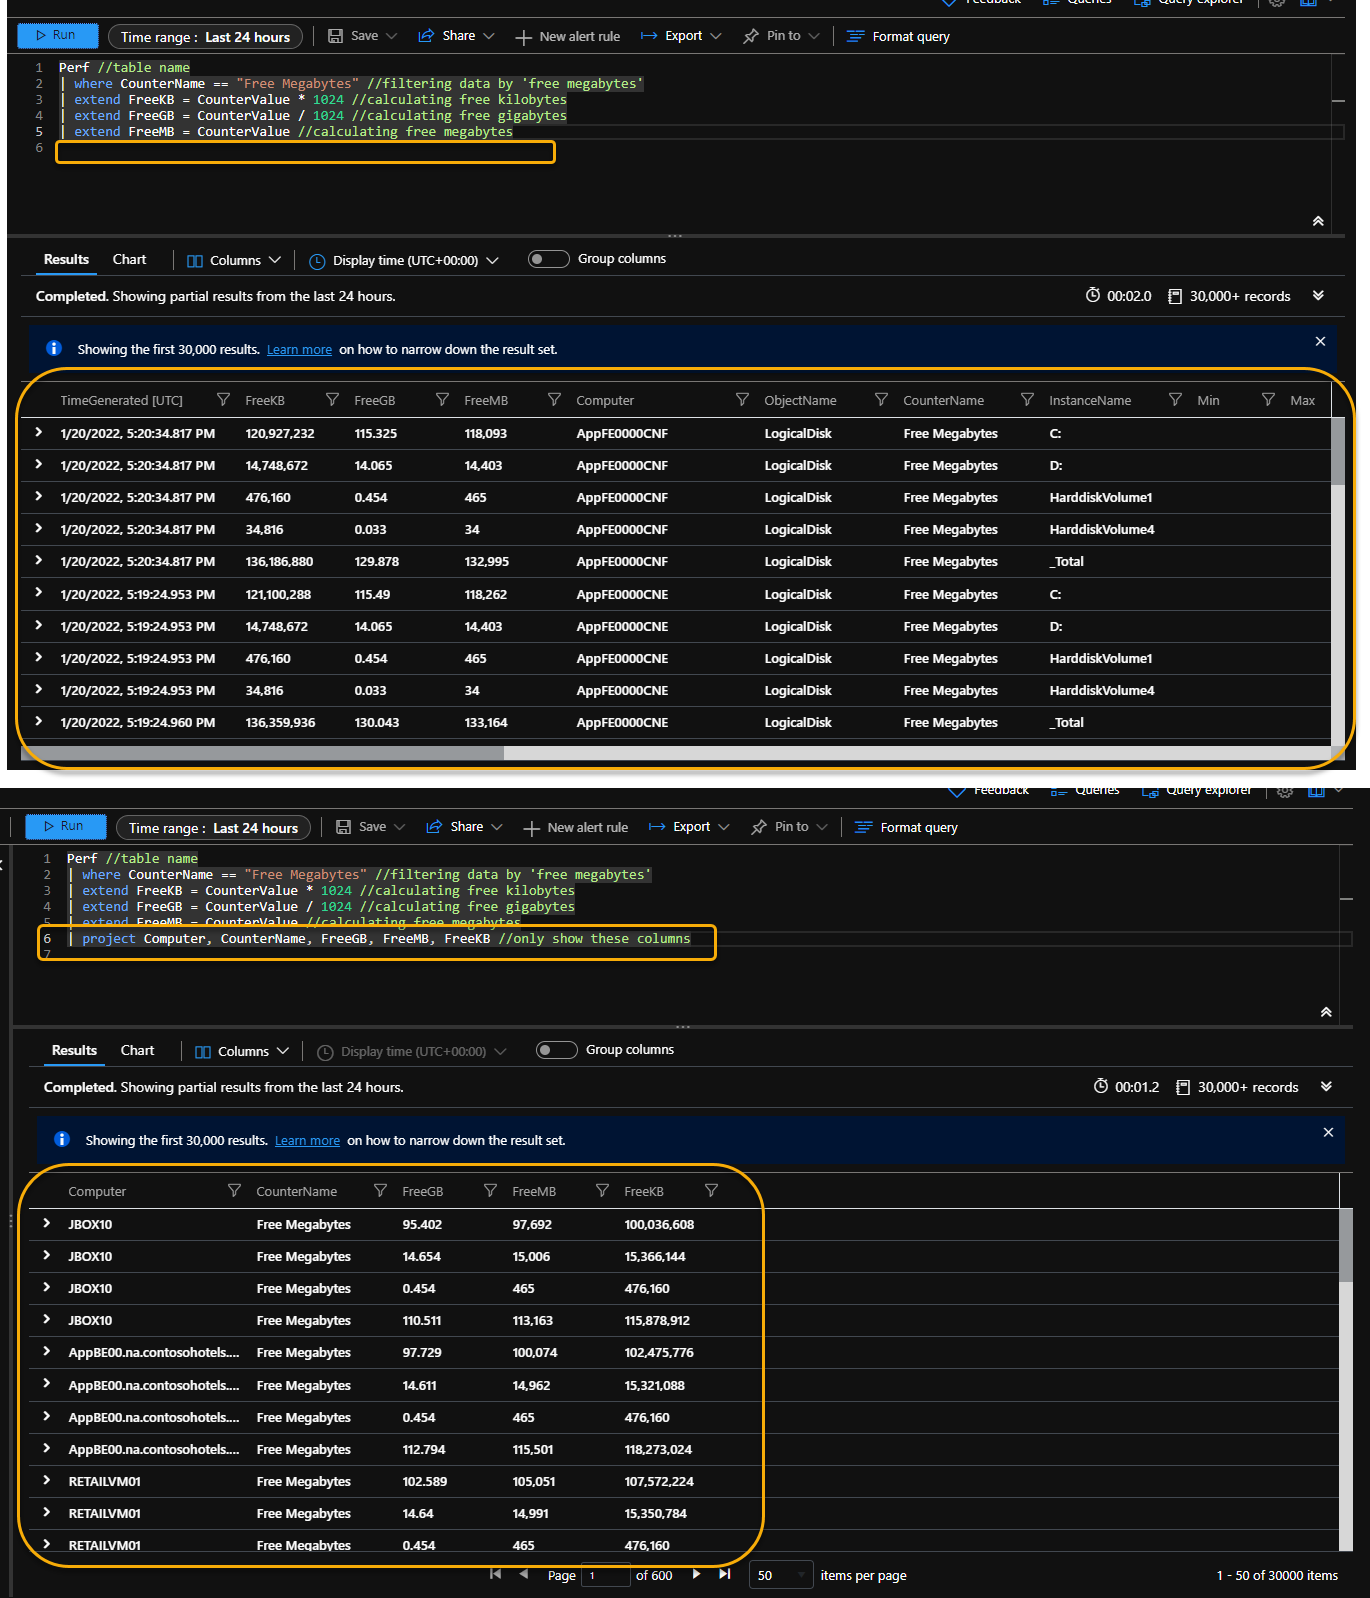 Feedback Queries Query explorer
Run Time range : Last 24 hours Save Share New alert rule Export Pin to Format query
1 Perf //table name
2 | where CounterName == "Free Megabytes" //filtering data by 'free megabytes'
3 | extend FreeKB = CounterValue * 1024 //calculating free kilobytes
4 | extend FreeGB = CounterValue / 1024 //calculating free gigabytes
5 | extend FreeMB = CounterValue //calculating free megabytes
6
Results Chart Columns Display time (UTC+00:00) Group columns
Completed. Showing partial results from the last 24 hours. 00:02.0 30,000+ records
Showing the first 30,000 results. Learn more on how to narrow down the result set.
TimeGenerated [UTC] FreeKB FreeGB FreeMB Computer ObjectName CounterName InstanceName Min Max
1/20/2022, 5:20:34.817 PM 120,927,232 115.325 118,093 AppFE0000CNF LogicalDisk Free Megabytes C:
1/20/2022, 5:20:34.817 PM 14,748,672 14.065 14,403 AppFE0000CNF LogicalDisk Free Megabytes D:
1/20/2022, 5:20:34.817 PM 476,160 0.454 465 AppFE0000CNF LogicalDisk Free Megabytes HarddiskVolume1
1/20/2022, 5:20:34.817 PM 34,816 0.033 34 AppFE0000CNF LogicalDisk Free Megabytes HarddiskVolume4
1/20/2022, 5:20:34.817 PM 136,186,880 129.878 132,995 AppFE0000CNF LogicalDisk Free Megabytes _Total
1/20/2022, 5:19:24.953 PM 121,100,288 115.49 118,262 AppFE0000CNE LogicalDisk Free Megabytes C:
1/20/2022, 5:19:24.953 PM 14,748,672 14.065 14,403 AppFE0000CNE LogicalDisk Free Megabytes D:
1/20/2022, 5:19:24.953 PM 476,160 0.454 465 AppFE0000CNE LogicalDisk Free Megabytes HarddiskVolume1
1/20/2022, 5:19:24.953 PM 34,816 0.033 34 AppFE0000CNE LogicalDisk Free Megabytes HarddiskVolume4
1/20/2022, 5:19:24.960 PM 136,359,936 130.043 133,164 AppFE0000CNE LogicalDisk Free Megabytes _Total
Feedback Queries Query explorer
Run Time range : Last 24 hours Save Share New alert rule Export Pin to Format query
1 Perf //table name
2 | where CounterName == "Free Megabytes" //filtering data by 'free megabytes'
3 | extend FreeKB = CounterValue * 1024 //calculating free kilobytes
4 | extend FreeGB = CounterValue / 1024 //calculating free gigabytes
5 | extend FreeMB = CounterValue //calculating free megabytes
6 | project Computer, CounterName, FreeGB, FreeMB, FreeKB //only show these columns
7
Results Chart Columns Display time (UTC+00:00) Group columns
Completed. Showing partial results from the last 24 hours. 00:01.2 30,000+ records
Showing the first 30,000 results. Learn more on how to narrow down the result set.
Computer CounterName FreeGB FreeMB FreeKB
JBOX10 Free Megabytes 95.402 97,692 100,036,608
JBOX10 Free Megabytes 14.654 15,006 15,366,144
JBOX10 Free Megabytes 0.454 465 476,160
JBOX10 Free Megabytes 110.511 113,163 115,878,912
AppBE00.na.contosohotels.... Free Megabytes 97.729 100,074 102,475,776
AppBE00.na.contosohotels.... Free Megabytes 14.611 14,962 15,321,088
AppBE00.na.contosohotels.... Free Megabytes 0.454 465 476,160
AppBE00.na.contosohotels.... Free Megabytes 112.794 115,501 118,273,024
RETAILVM01 Free Megabytes 102.589 105,051 107,572,224
RETAILVM01 Free Megabytes 14.64 14,991 15,350,784
RETAILVM01 Free Megabytes 0.454 465 476,160
Page 1 of 600 50 items per page 1 - 50 of 30000 items